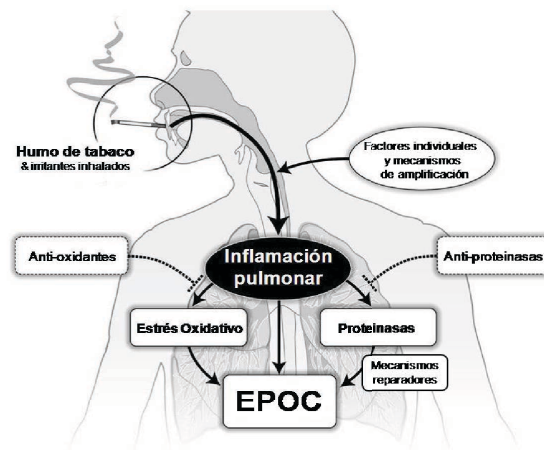 Humo de tabaco
& irritantes inhalados
Factores individuales
y mecanismos
de amplificación
Anti-oxidantes
Inflamación
pulmonar
Anti-proteinasas
Estrés Oxidativo
Proteinasas
Mecanismos
reparadores
EPOC